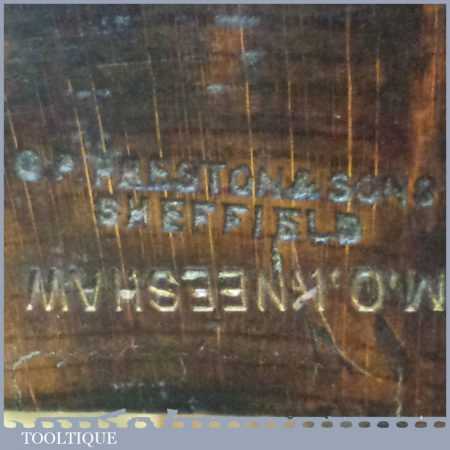 & SONS
SHEFFIELD
M.O. KNEESHAW
TOOLTIQUE